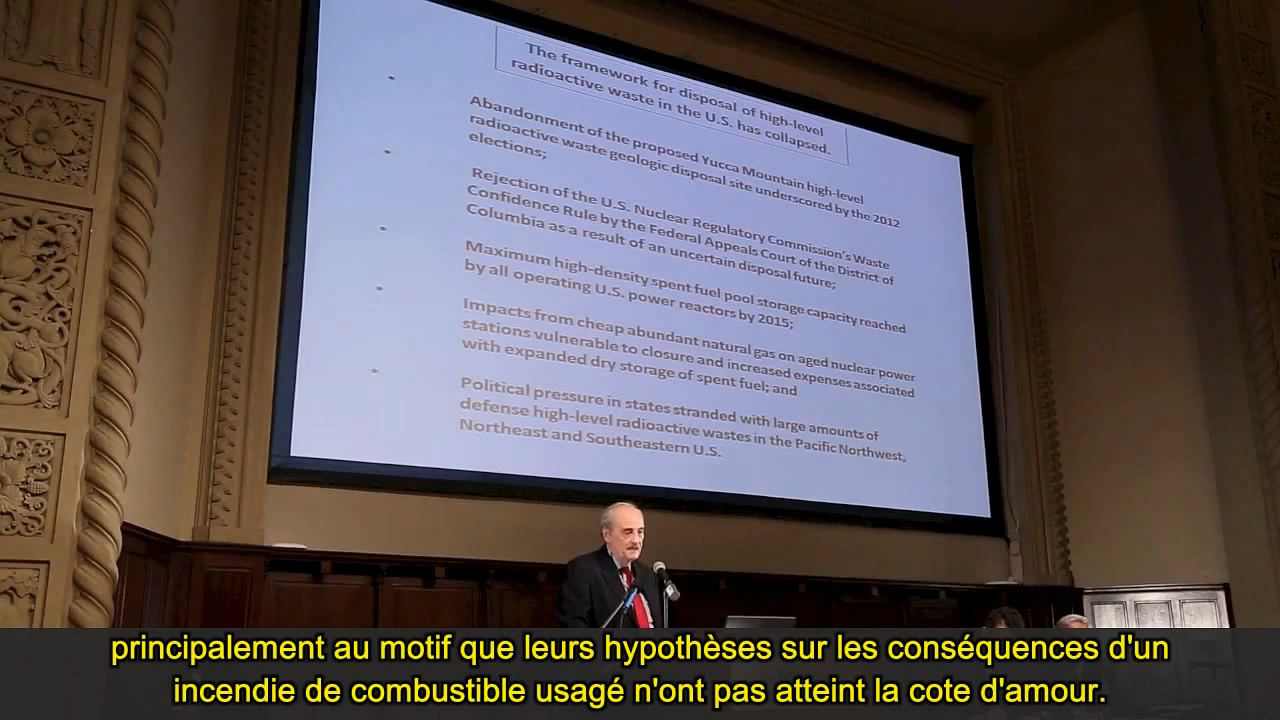 The framework for disposal of high-level
radioactive waste in the U.S. has collapsed.
• Abandonment of the proposed Yucca Mountain high-level
radioactive waste geologic disposal site underscored by the 2012
elections;
• Rejection of the U.S. Nuclear Regulatory Commission's Waste
Confidence Rule by the Federal Appeals Court of the District of
Columbia as a result of an uncertain disposal future;
• Maximum high-density spent fuel pool storage capacity reached
by all operating U.S. power reactors by 2015;
• Impacts from cheap abundant natural gas on aged nuclear power
stations vulnerable to closure and increased expenses associated
with expanded dry storage of spent fuel; and
• Political pressure in states stranded with large amounts of
defense high-level radioactive wastes in the Pacific Northwest,
Northeast and Southeastern U.S.
principalement au motif que leurs hypothèses sur les conséquences d'un
incendie de combustible usagé n'ont pas atteint la cote d'amour.